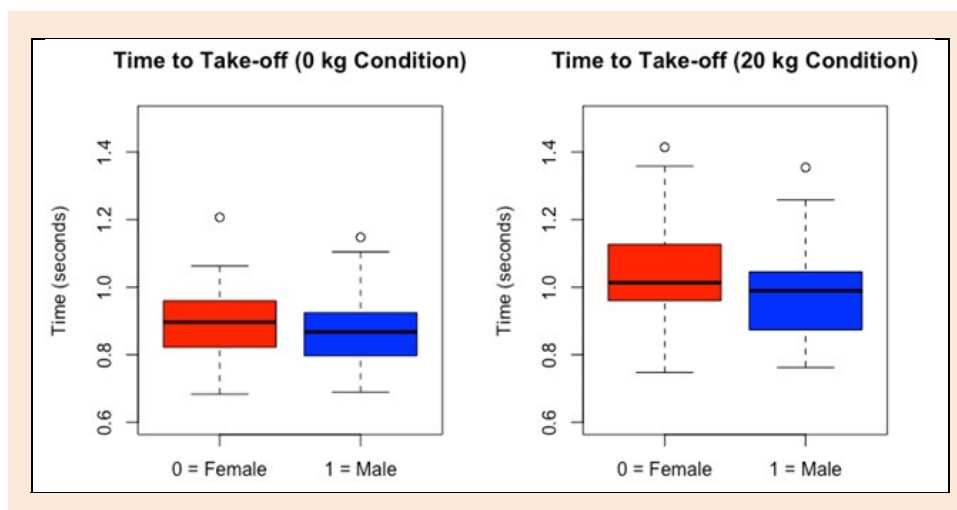 Time to Take-off (0 kg Condition)
Time (seconds)
1.4
1.2
1.0
0.8
0.6
0 = Female
1 = Male
Time to Take-off (20 kg Condition)
Time (seconds)
1.4
1.2
1.0
0.8
0.6
0 = Female
1 = Male